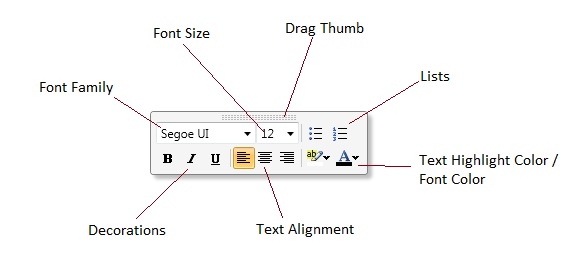 Font Size
Drag Thumb
Font Family
Lists
Segoe UI
12
B I U
ab
A
Text Highlight Color /
Font Color
Decorations
Text Alignment